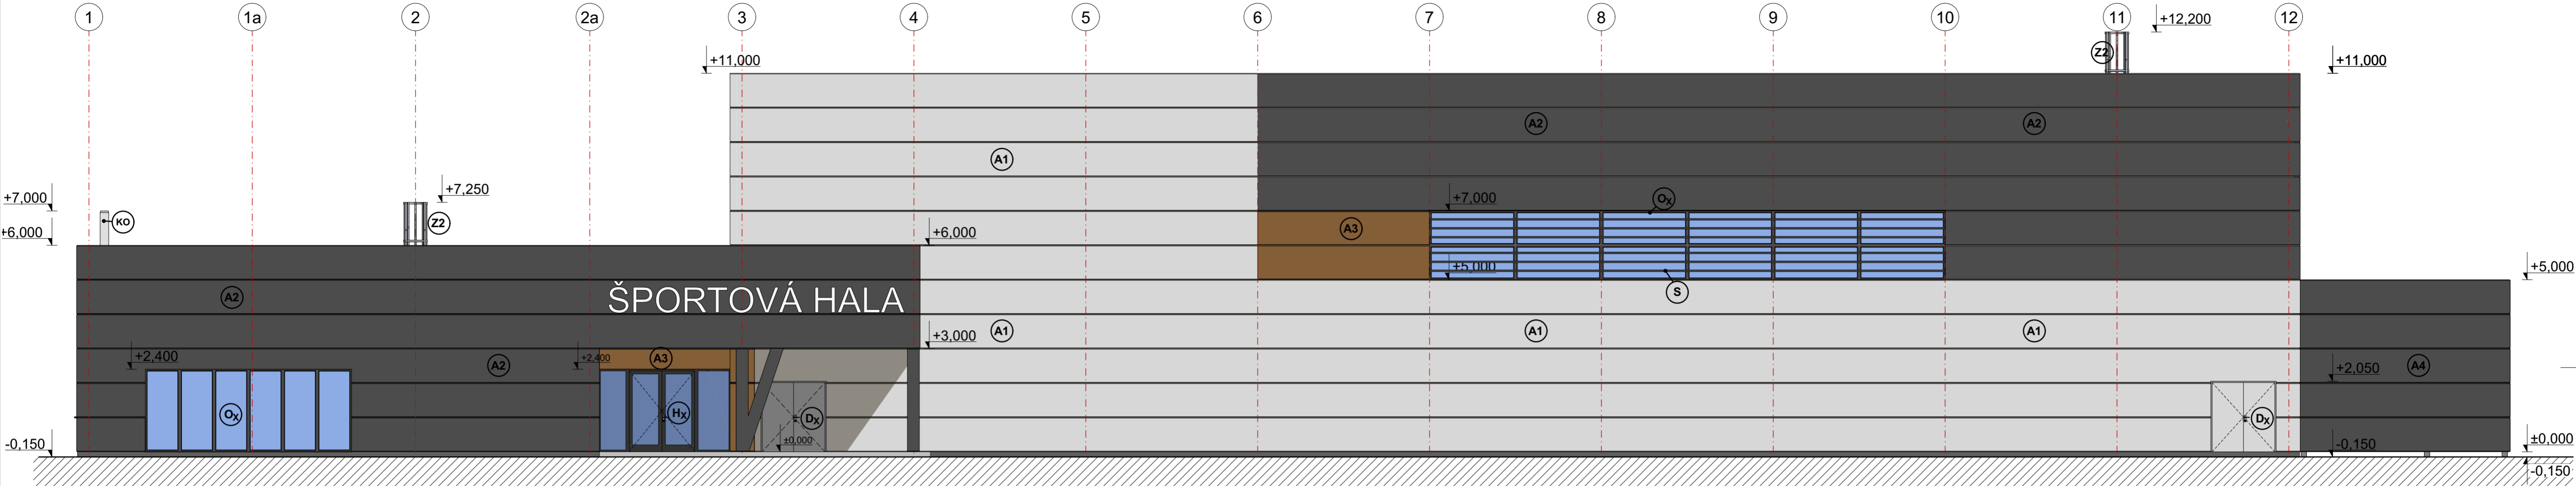 1 1a 2 2a 3 4 5 6 7 8 9 10 11 12
+12,200
Z2
+11,000 +11,000
A2 A2
A1
+7,000 +7,250 +7,000 OX
KO Z2 A3
+6,000 +6,000
+5,000 +5,000
S
A2 ŠPORTOVÁ HALA
A1 A1 A1
+3,000
+2,400 A2 +2,400 A3 +2,050 A4
OX HX DX DX
-0,150 ±0,000 -0,150 ±0,000
-0,150